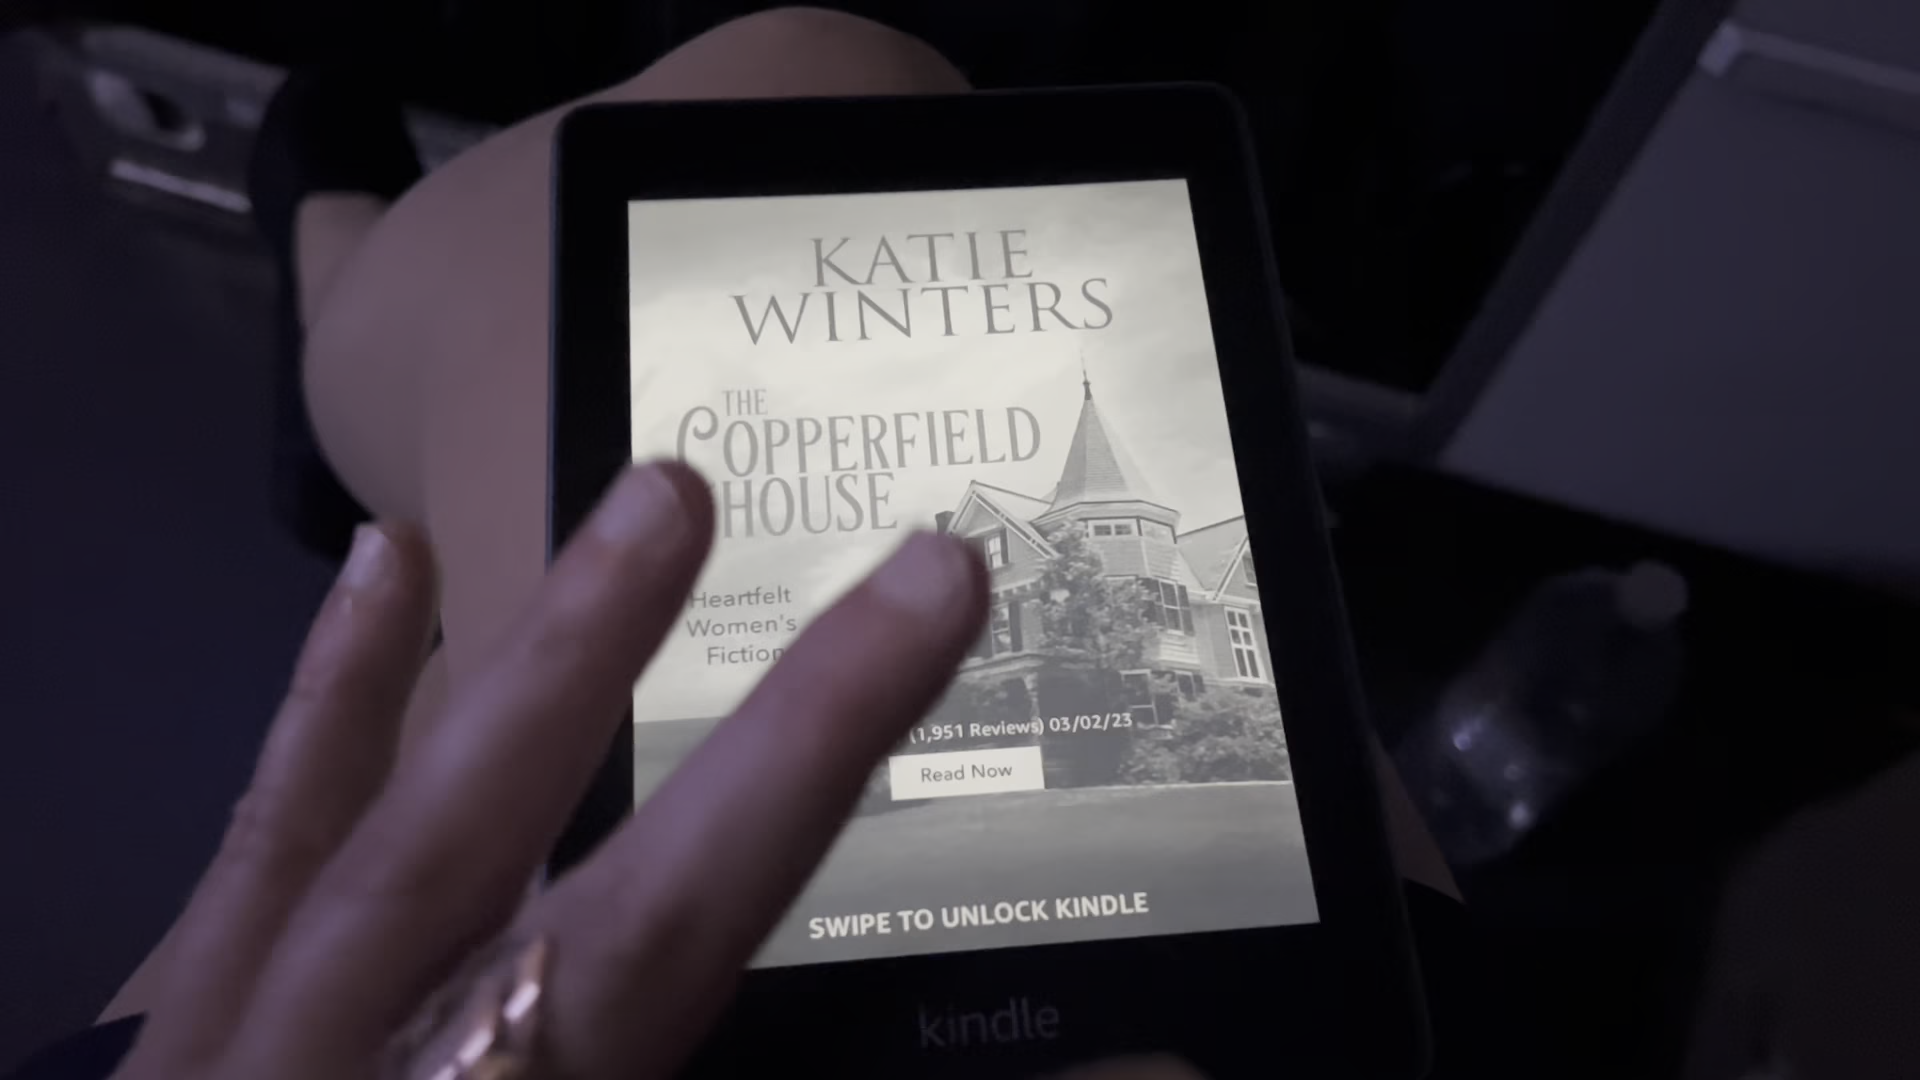 KATIE
WINTERS
THE
COPPERFIELD
HOUSE
Heartfelt
Women's
Fiction
(1,951 Reviews) 03/02/23
Read Now
SWIPE TO UNLOCK KINDLE
kindle